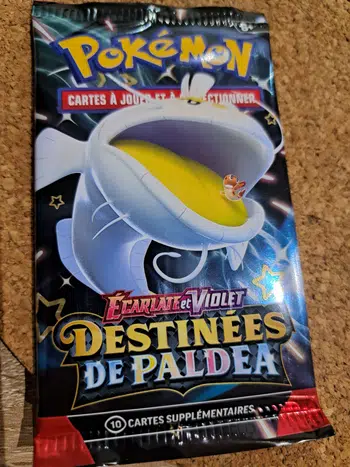 POKÉMON
CARTES À JOUER ET À COLLECTIONNER
ÉCARLATE et VIOLET
DESTINÉES
DE PALDEA
10 CARTES SUPPLÉMENTAIRES